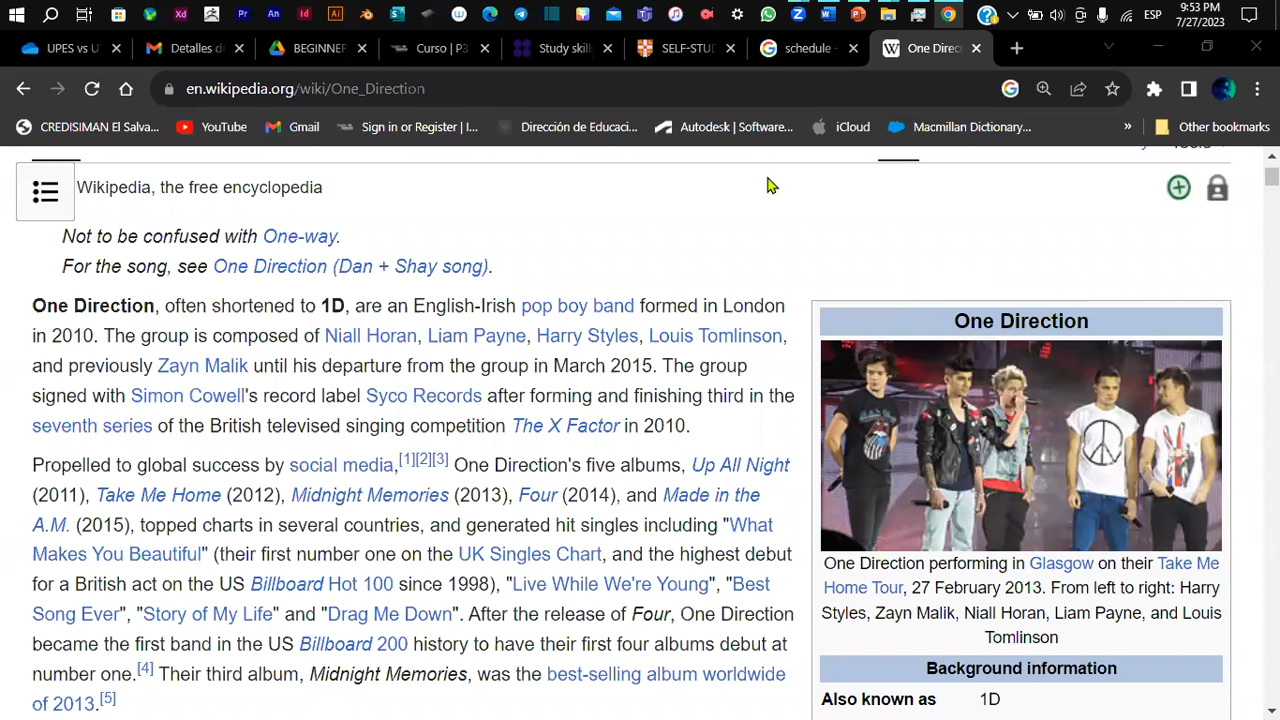 ESP
9:53 PM
7/27/2023
UPES vs U
Detalles d
BEGINNER
Curso | P3
Study skil
SELF-STUD
schedule -
One Direc
en.wikipedia.org/wiki/One_Direction
CREDISIMAN El Salva...
YouTube
Gmail
Sign in or Register | I...
Dirección de Educaci...
Autodesk | Software...
iCloud
Macmillan Dictionary...
»
Other bookmarks
Wikipedia, the free encyclopedia
Not to be confused with One-way.
For the song, see One Direction (Dan + Shay song).
One Direction, often shortened to 1D, are an English-Irish pop boy band formed in London
in 2010. The group is composed of Niall Horan, Liam Payne, Harry Styles, Louis Tomlinson,
and previously Zayn Malik until his departure from the group in March 2015. The group
signed with Simon Cowell's record label Syco Records after forming and finishing third in the
seventh series of the British televised singing competition The X Factor in 2010.
Propelled to global success by social media,[1][2][3] One Direction's five albums, Up All Night
(2011), Take Me Home (2012), Midnight Memories (2013), Four (2014), and Made in the
A.M. (2015), topped charts in several countries, and generated hit singles including "What
Makes You Beautiful" (their first number one on the UK Singles Chart, and the highest debut
for a British act on the US Billboard Hot 100 since 1998), "Live While We're Young", "Best
Song Ever", "Story of My Life" and "Drag Me Down". After the release of Four, One Direction
became the first band in the US Billboard 200 history to have their first four albums debut at
number one.[4] Their third album, Midnight Memories, was the best-selling album worldwide
of 2013.[5]
One Direction
One Direction performing in Glasgow on their Take Me
Home Tour, 27 February 2013. From left to right: Harry
Styles, Zayn Malik, Niall Horan, Liam Payne, and Louis
Tomlinson
Background information
Also known as 1D